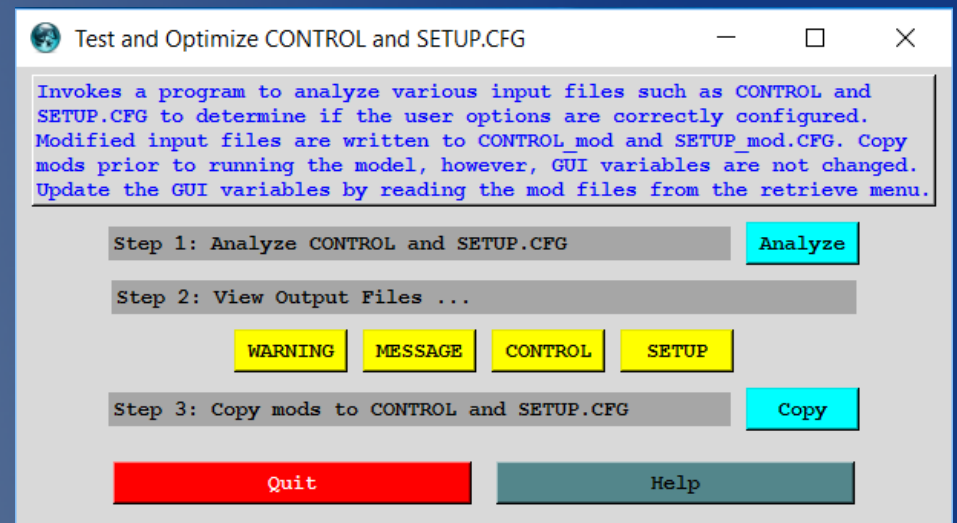 Test and Optimize CONTROL and SETUP.CFG
Invokes a program to analyze various input files such as CONTROL and
SETUP.CFG to determine if the user options are correctly configured.
Modified input files are written to CONTROL_mod and SETUP_mod.CFG. Copy
mods prior to running the model, however, GUI variables are not changed.
Update the GUI variables by reading the mod files from the retrieve menu.
Step 1: Analyze CONTROL and SETUP.CFG
Analyze
Step 2: View Output Files ...
WARNING MESSAGE CONTROL SETUP
Step 3: Copy mods to CONTROL and SETUP.CFG
Copy
Quit
Help